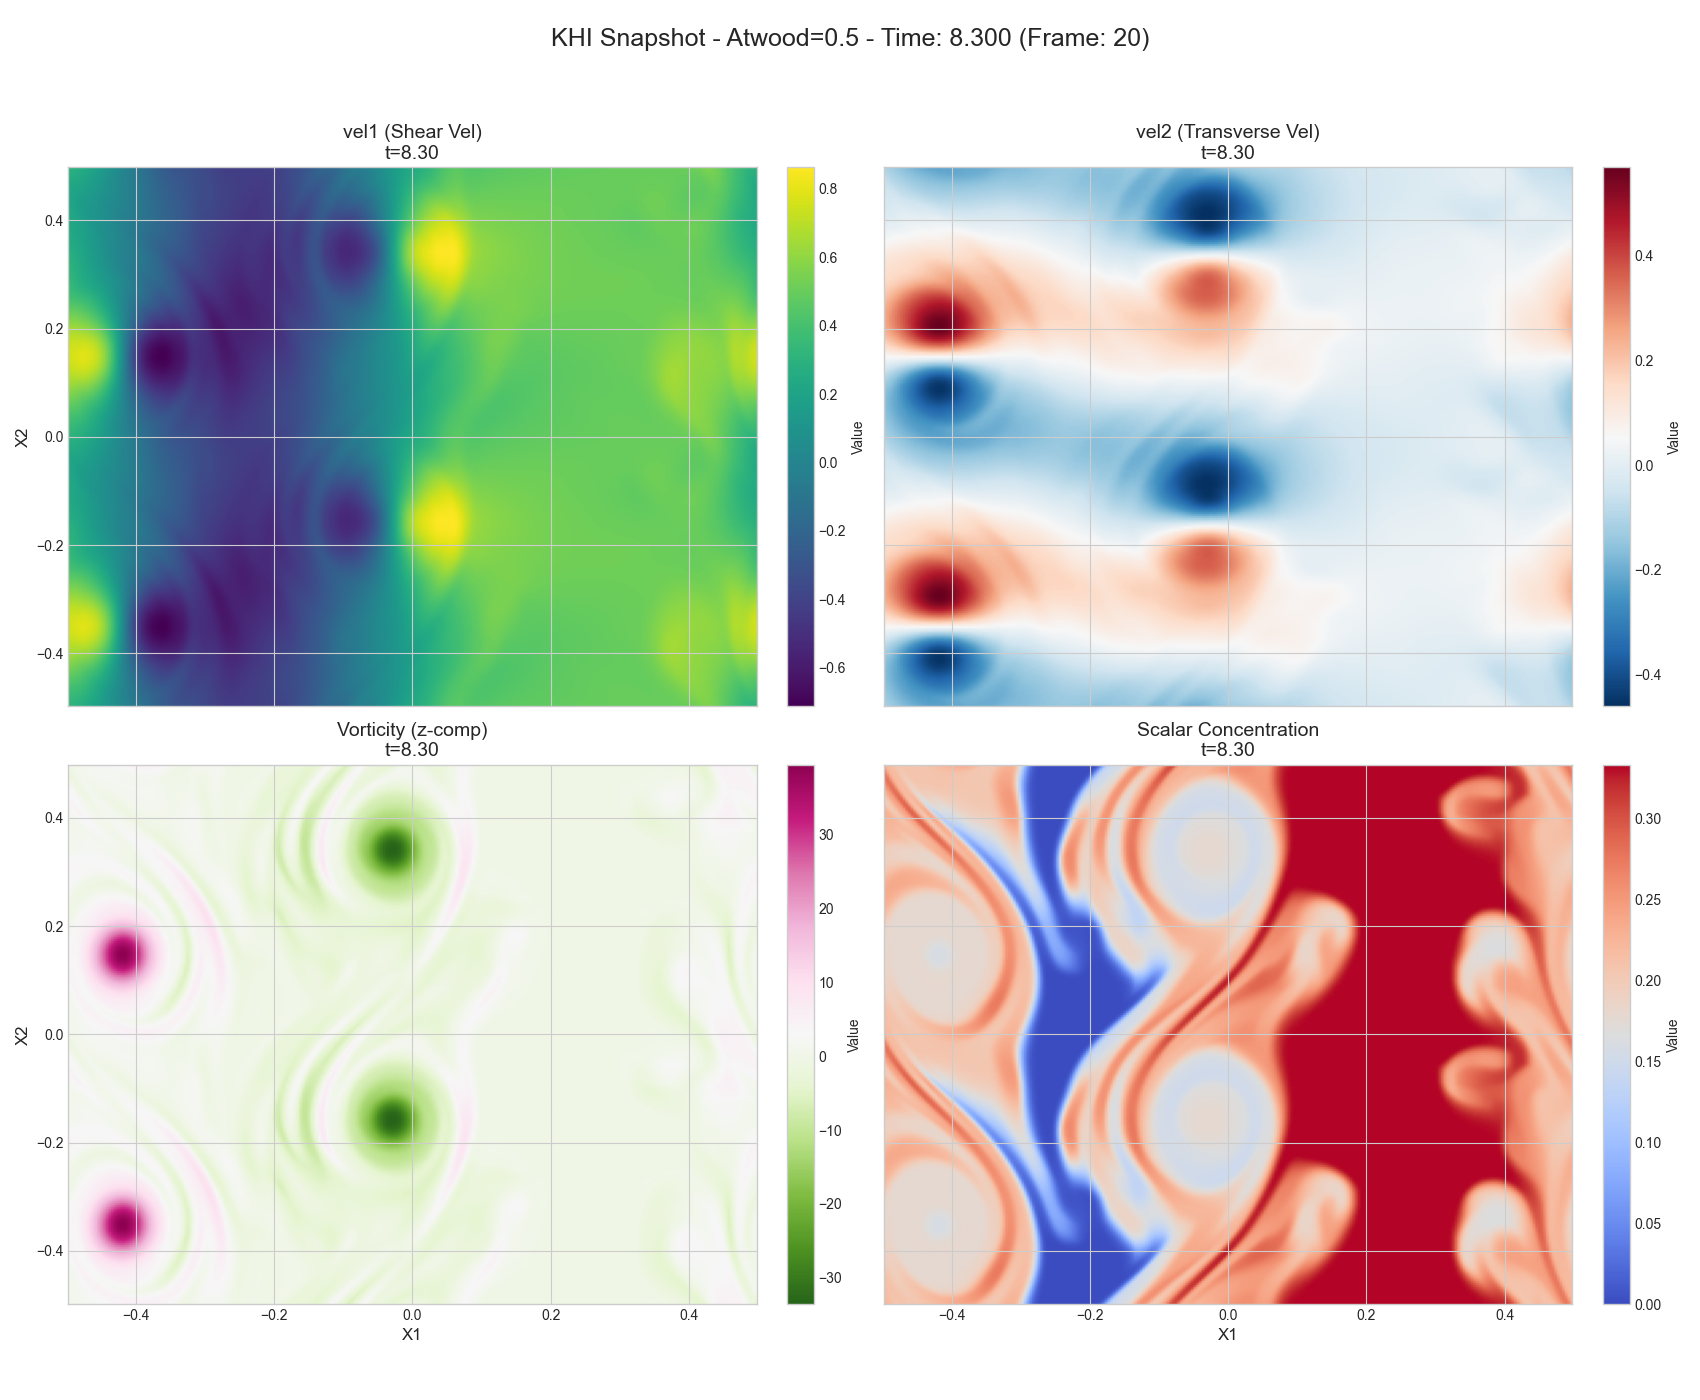 KHI Snapshot - Atwood=0.5 - Time: 8.300 (Frame: 20)
vel1 (Shear Vel)
t=8.30
X2
0.4
0.2
0.0
−0.2
−0.4
0.8
0.6
0.4
0.2
0.0
−0.2
−0.4
−0.6
Value
vel2 (Transverse Vel)
t=8.30
0.4
0.2
0.0
−0.2
−0.4
Value
Vorticity (z-comp)
t=8.30
X2
0.4
0.2
0.0
−0.2
−0.4
−0.4
−0.2
0.0
0.2
0.4
X1
30
20
10
0
−10
−20
−30
Value
Scalar Concentration
t=8.30
−0.4
−0.2
0.0
0.2
0.4
X1
0.30
0.25
0.20
0.15
0.10
0.05
0.00
Value